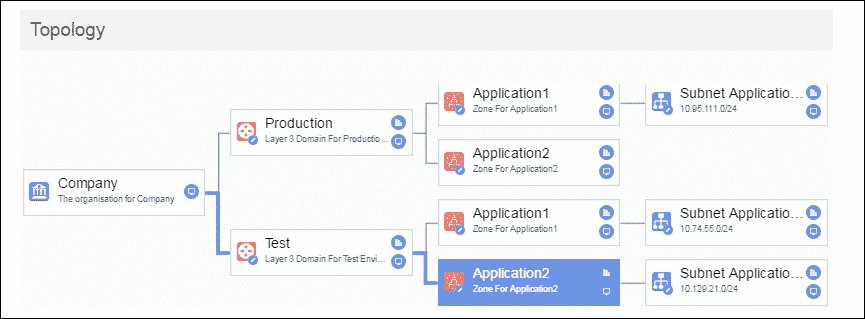 Topology
Company
The organisation for Company
Production
Layer 3 Domain For Productio...
Application1
Zone For Application1
Subnet Applicatio...
10.95.111.0/24
Application2
Zone For Application2
Test
Layer 3 Domain For Test Envi...
Application1
Zone For Application1
Subnet Applicatio...
10.74.55.0/24
Application2
Zone For Application2
Subnet Applicatio...
10.129.21.0/24